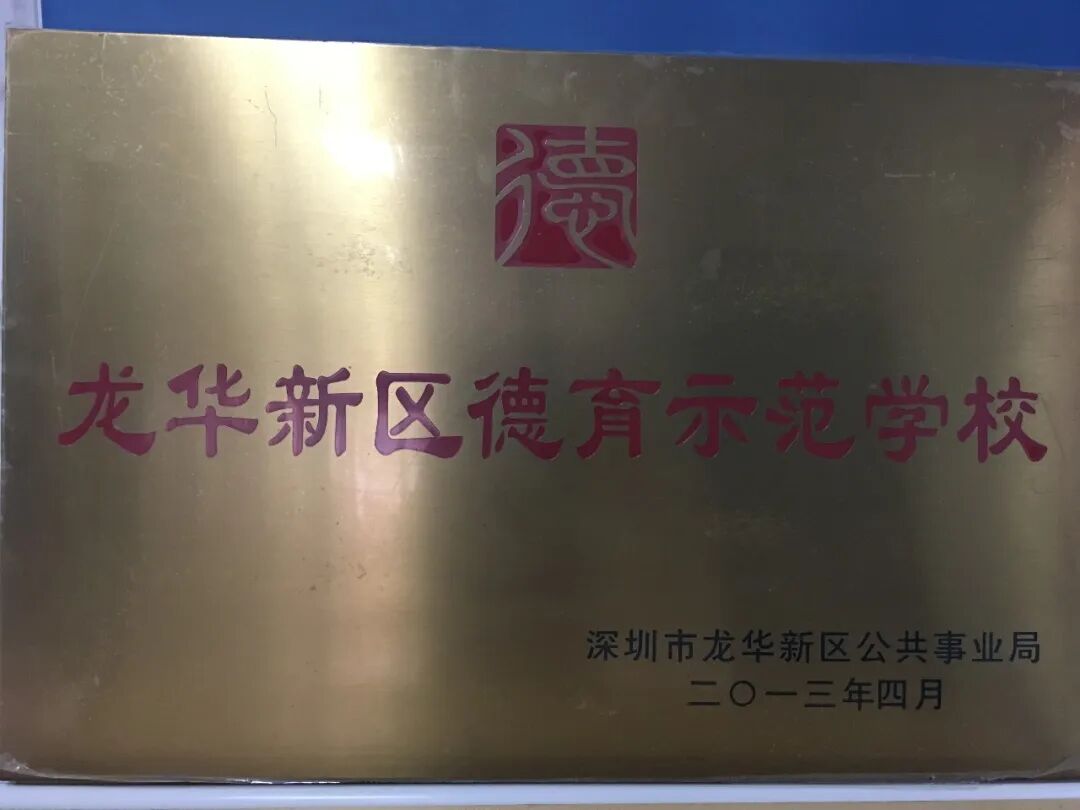 德
龙华新区德育示范学校
深圳市龙华新区公共事业局
二〇一三年四月